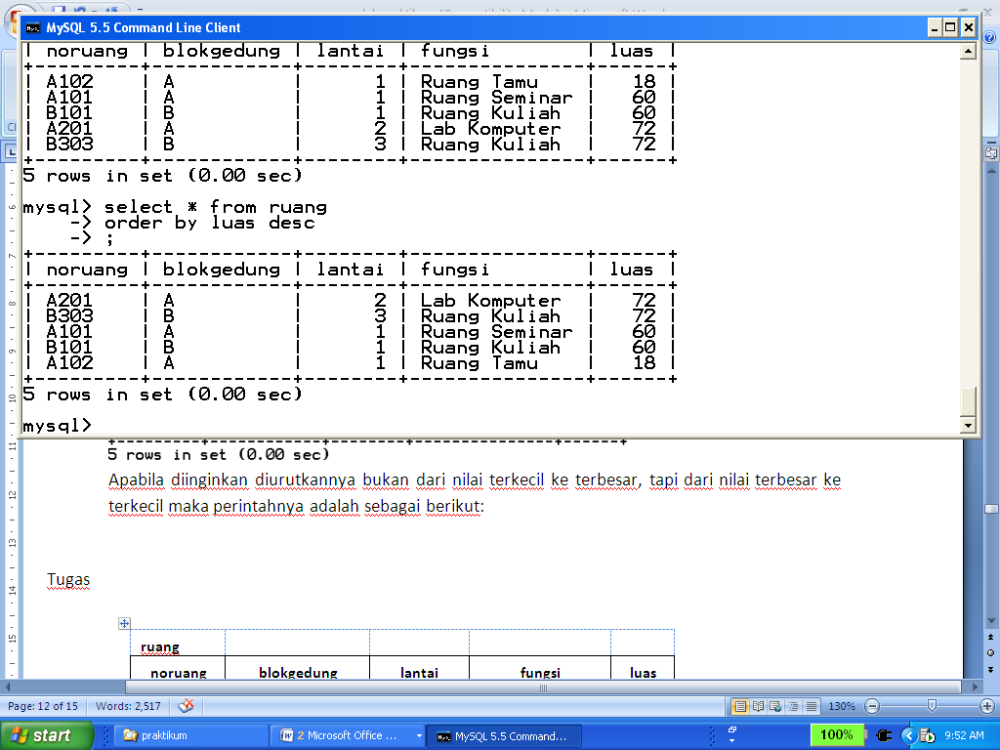 MySQL 5.5 Command Line Client
| noruang | blokgedung | lantai | fungsi | luas |
+---------+------------+--------+---------------+------+
| A102 | A | 1 | Ruang Tamu | 18 |
| A101 | A | 1 | Ruang Seminar | 60 |
| B101 | B | 1 | Ruang Kuliah | 60 |
| A201 | A | 2 | Lab Komputer | 72 |
| B303 | B | 3 | Ruang Kuliah | 72 |
+---------+------------+--------+---------------+------+
5 rows in set (0.00 sec)
mysql> select * from ruang
-> order by luas desc
-> ;
+---------+------------+--------+---------------+------+
| noruang | blokgedung | lantai | fungsi | luas |
+---------+------------+--------+---------------+------+
| A201 | A | 2 | Lab Komputer | 72 |
| B303 | B | 3 | Ruang Kuliah | 72 |
| A101 | A | 1 | Ruang Seminar | 60 |
| B101 | B | 1 | Ruang Kuliah | 60 |
| A102 | A | 1 | Ruang Tamu | 18 |
+---------+------------+--------+---------------+------+
5 rows in set (0.00 sec)
mysql>
5 rows in set (0.00 sec)
Apabila diinginkan diurutkannya bukan dari nilai terkecil ke terbesar, tapi dari nilai terbesar ke
terkecil maka perintahnya adalah sebagai berikut:
Tugas
ruang
noruang blokgedung lantai fungsi luas
Page: 12 of 15 Words: 2,517 130%
start praktikum 2 Microsoft Office ... MySQL 5.5 Command... 100% 9:52 AM